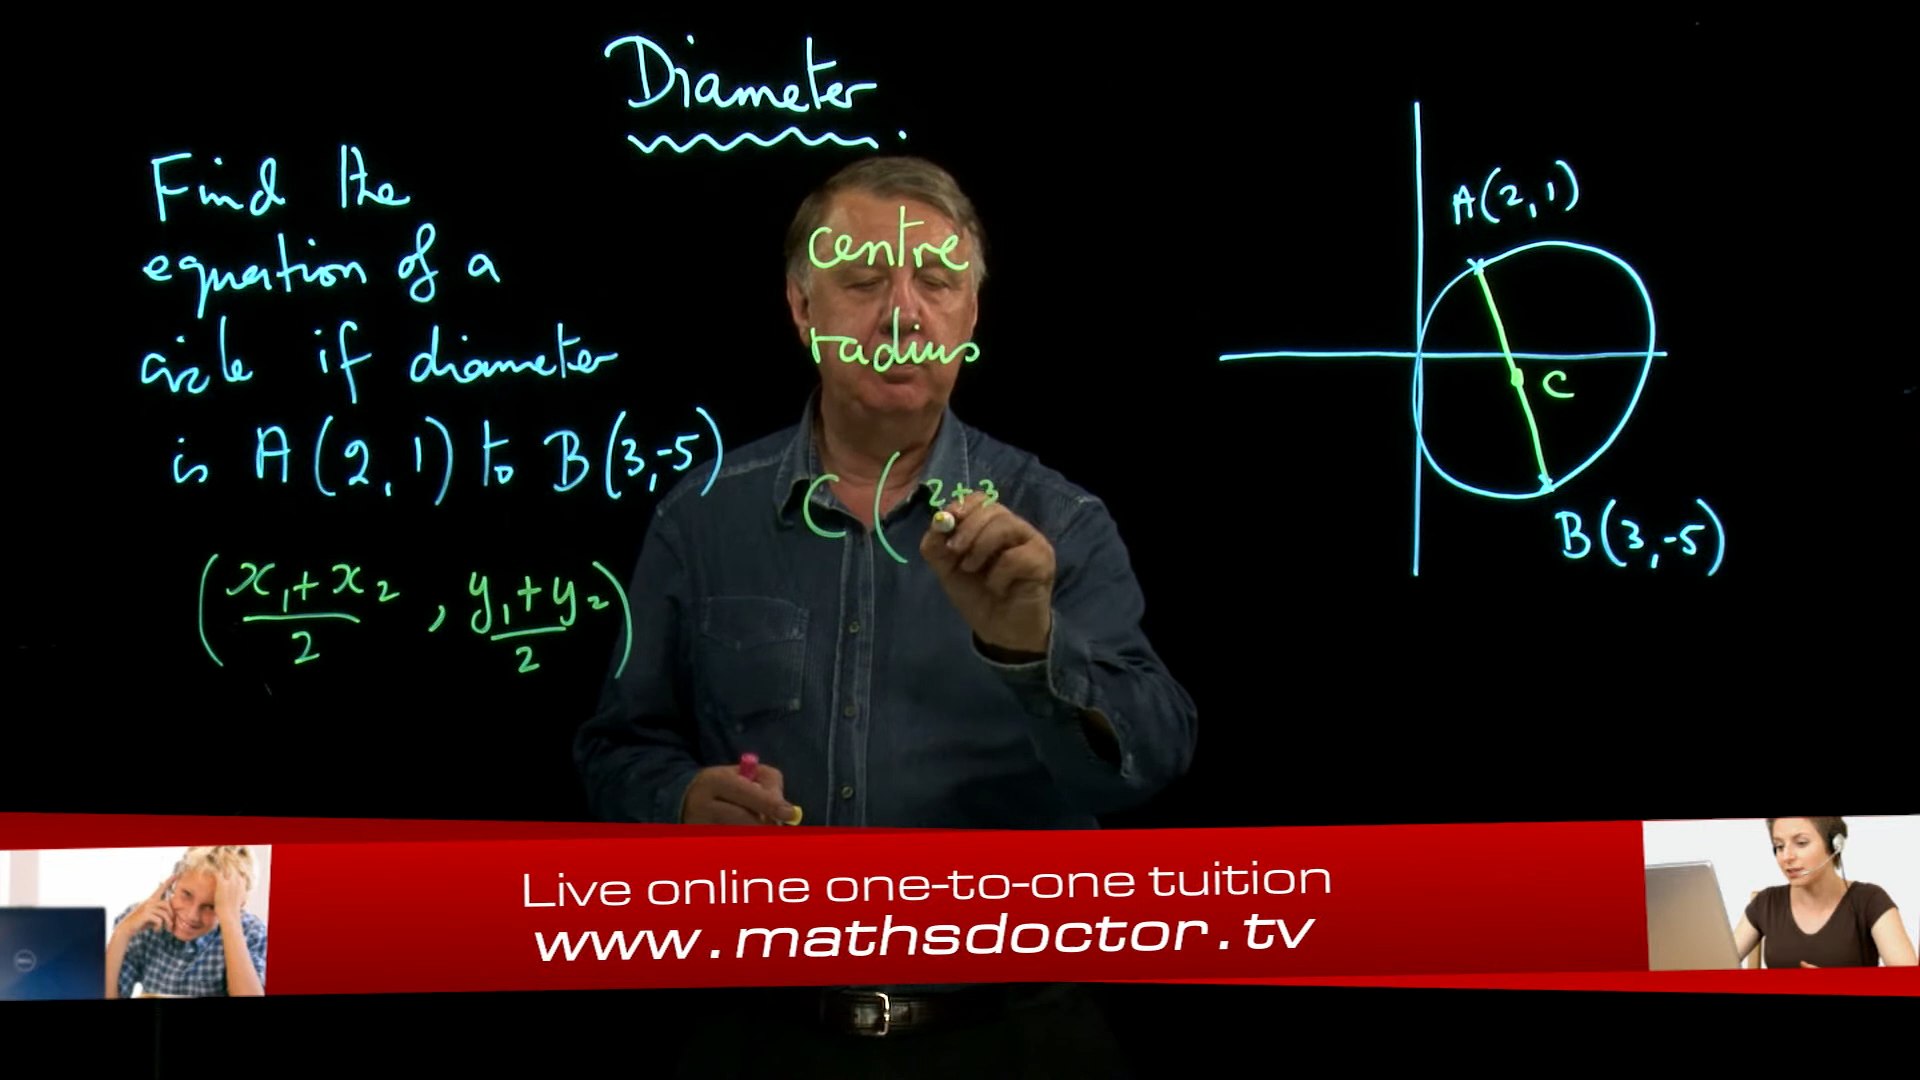 Diameter
Find the
equation of a
circle if diameter
is A(2,1) to B(3,-5)
(x₁+x₂/2, y₁+y₂/2)
centre
radius
C(2+3
A(2,1)
C
B(3,-5)
Live online one-to-one tuition
www.mathsdoctor.tv